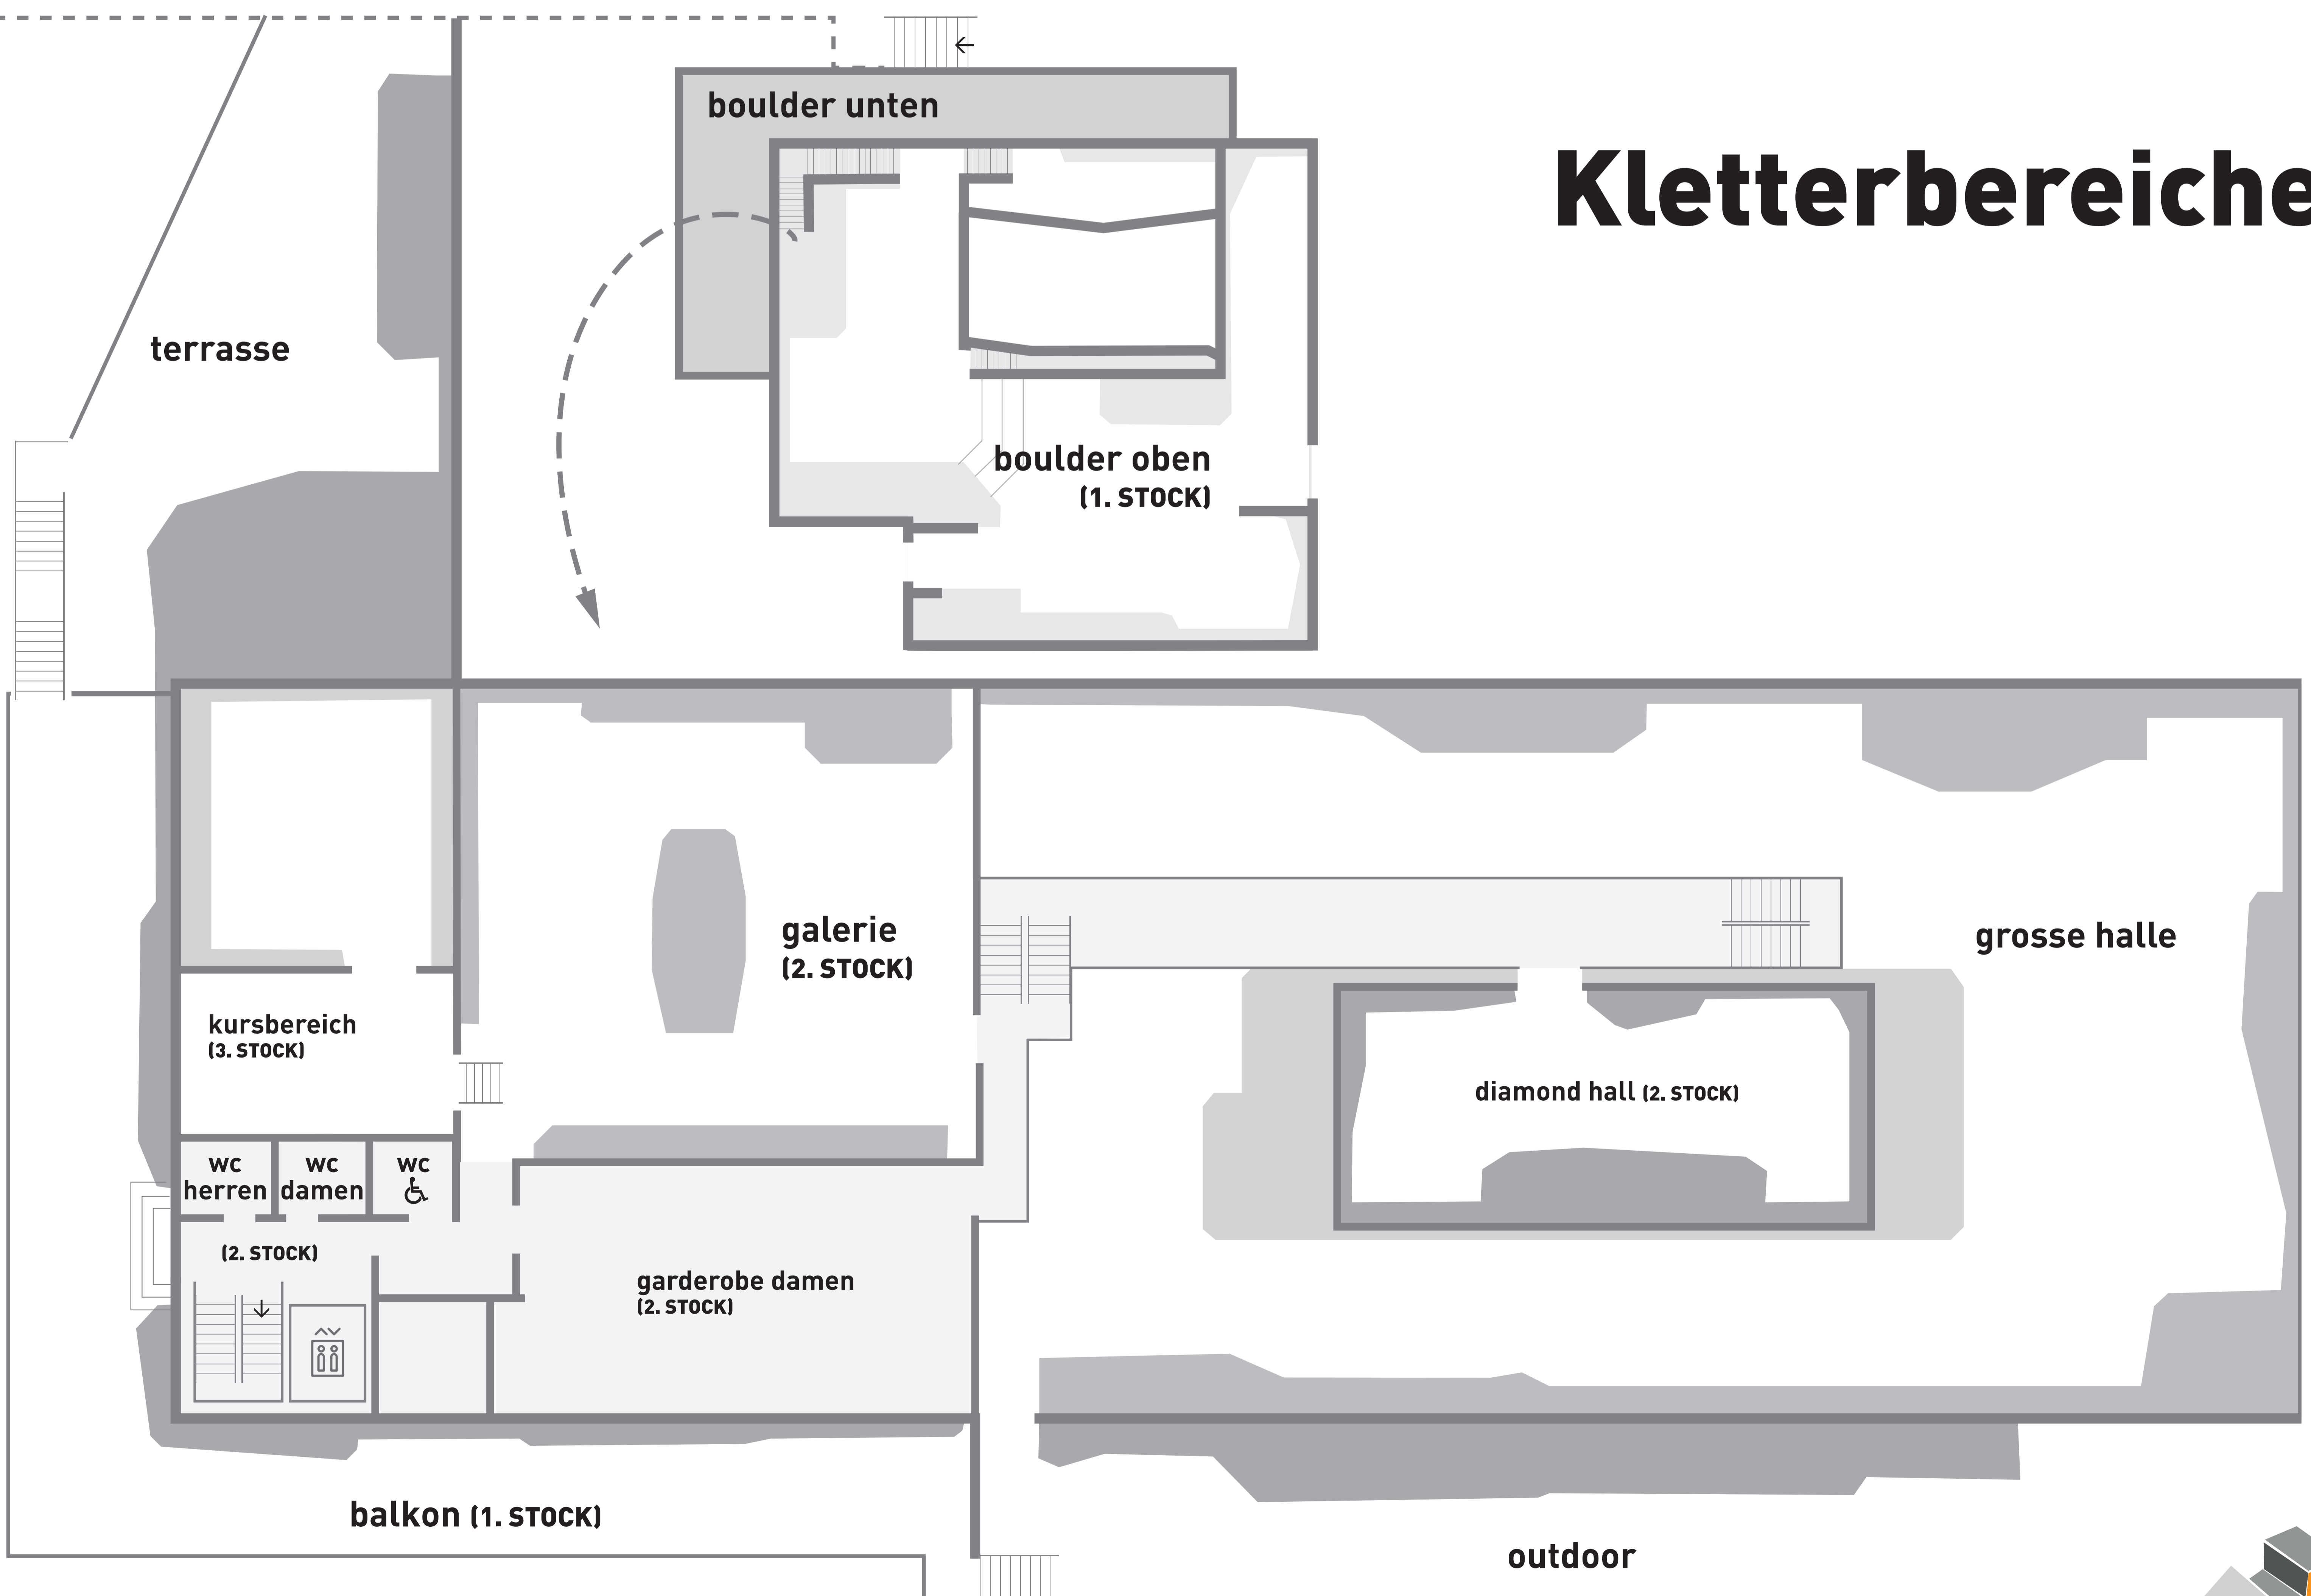 boulder unten
Kletterbereiche
terrasse
boulder oben
(1. STOCK)
galerie
(2. STOCK)
grosse halle
kursbereich
(3. STOCK)
diamond hall (2. STOCK)
wc
herren
wc
damen
wc
(2. STOCK)
garderobe damen
(2. STOCK)
balkon (1. STOCK)
outdoor